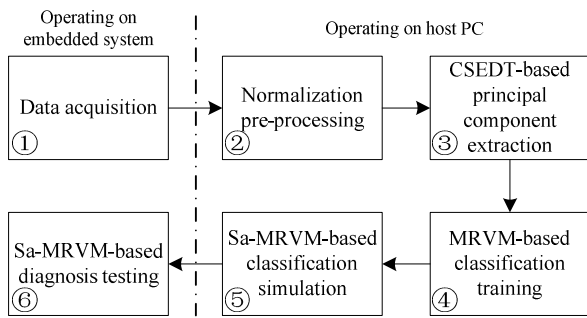 Operating on
embedded system
Operating on host PC
Data acquisition
①
Normalization
pre-processing
②
CSEDT-based
principal
component
extraction
③
MRVM-based
classification
training
④
Sa-MRVM-based
classification
simulation
⑤
Sa-MRVM-based
diagnosis testing
⑥